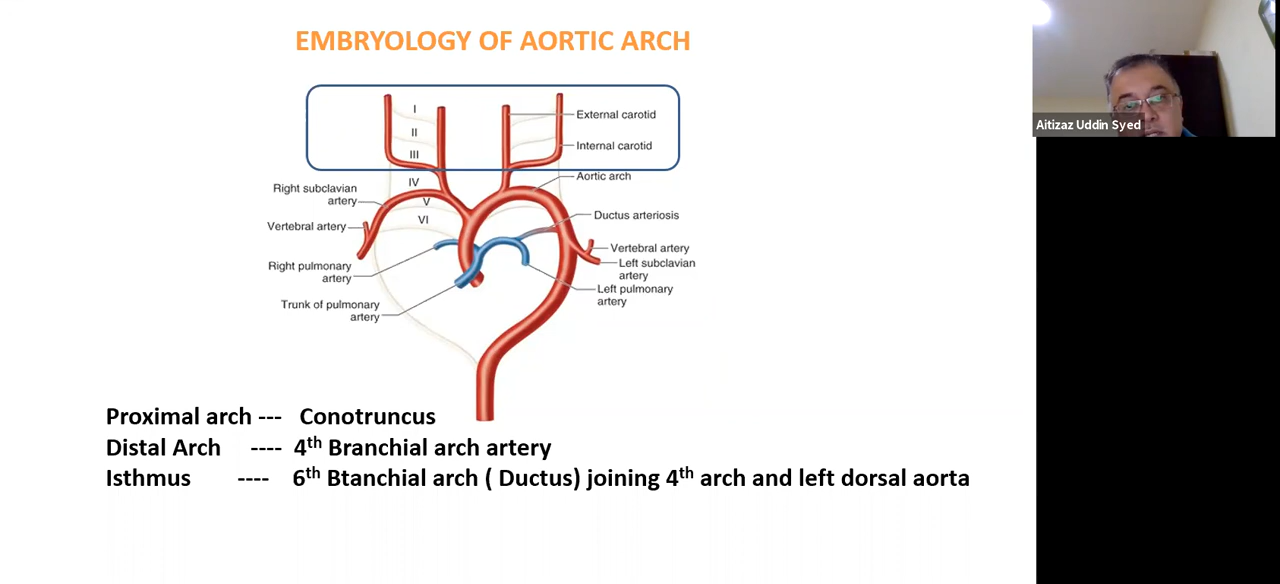 EMBRYOLOGY OF AORTIC ARCH
Aitizaz Uddin Syed
I
II
III
IV
V
VI
External carotid
Internal carotid
Aortic arch
Right subclavian
artery
Vertebral artery
Right pulmonary
artery
Trunk of pulmonary
artery
Ductus arteriosis
Vertebral artery
Left subclavian
artery
Left pulmonary
artery
Proximal arch --- Conotruncus
Distal Arch ---- 4th Branchial arch artery
Isthmus ---- 6th Btanchial arch ( Ductus) joining 4th arch and left dorsal aorta